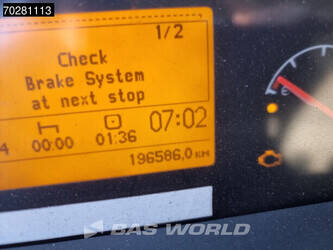 70281113
1/2
Check
Brake System
at next stop
4 00:00 01:36 07:02
196586,0 KM
BAS WORLD